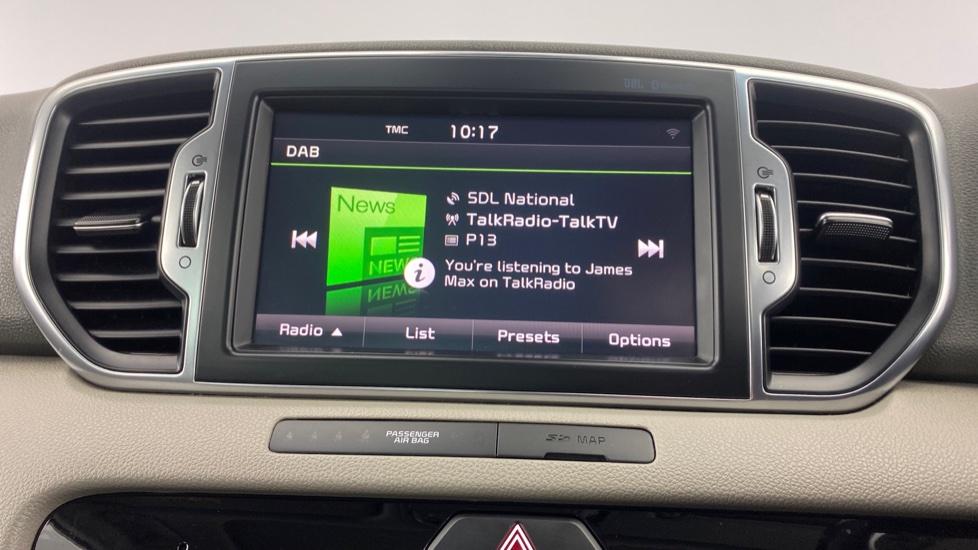 TMC 10:17
DAB
News
NEWS
SDL National
TalkRadio-TalkTV
P13
You're listening to James
Max on TalkRadio
Radio
List
Presets
Options
PASSENGER
AIR BAG
MAP